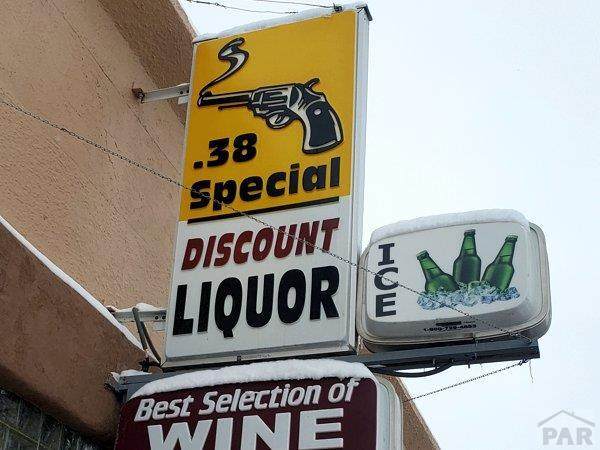 .38
Special
DISCOUNT
LIQUOR
ICE
Best Selection of
WINE
PAR